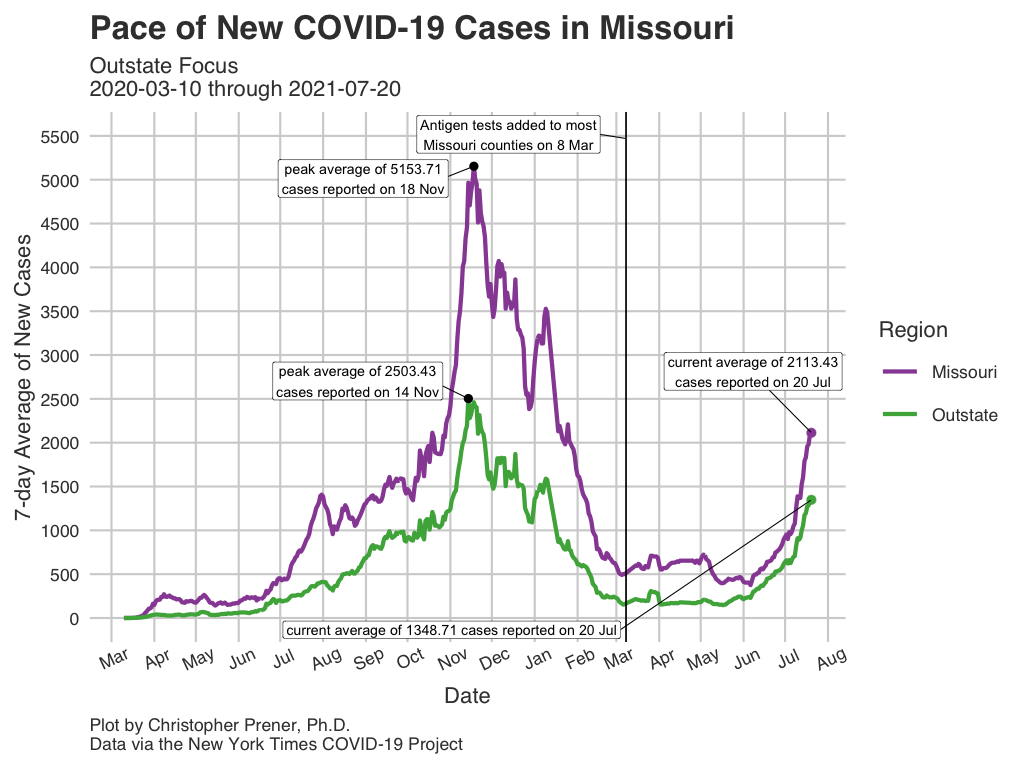 Pace of New COVID-19 Cases in Missouri
Outstate Focus
2020-03-10 through 2021-07-20
Antigen tests added to most
Missouri counties on 8 Mar
peak average of 5153.71
cases reported on 18 Nov
peak average of 2503.43
cases reported on 14 Nov
current average of 2113.43
cases reported on 20 Jul
current average of 1348.71 cases reported on 20 Jul
7-day Average of New Cases
5500
5000
4500
4000
3500
3000
2500
2000
1500
1000
500
0
Mar Apr May Jun Jul Aug Sep Oct Nov Dec Jan Feb Mar Apr May Jun Jul Aug
Date
Region
Missouri
Outstate
Plot by Christopher Prener, Ph.D.
Data via the New York Times COVID-19 Project